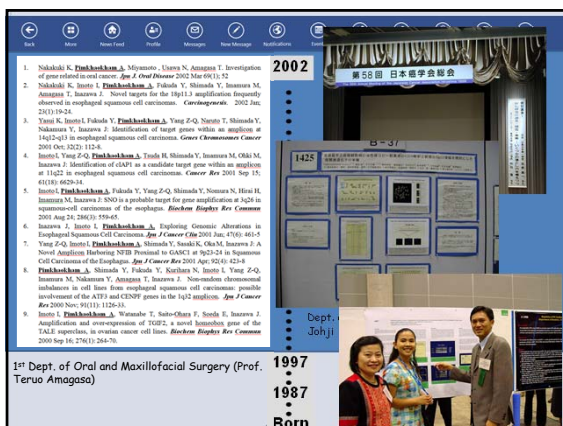 Back
More
News Feed
Profile
Messages
New Message
Notifications
1. Nakakuki K, Pimkhaokham A, Miyamoto , Usawa N, Amagasa T. Investigation
of gene related in oral cancer. Jpn J. Oral Disease 2002 Mar 69(1); 52
2. Nakakuki K, Imoto I, Pimkhaokham A, Fukuda Y, Shimada Y, Imamura M,
Amagasa T, Inazawa J. Novel targets for the 18p11.3 amplification frequently
observed in esophageal squamous cell carcinomas. Carcinogenesis. 2002 Jan;
23(1):19-24.
3. Yasui K, Imoto I, Fukuda Y, Pimkhaokham A, Yang Z-Q, Naruto T, Shimada Y,
Nakamura Y, Inazawa J: Identification of target genes within an amplicon at
14q12-q13 in esophageal squamous cell carcinoma. Genes Chromosomes Cancer
2001 Oct; 32(2): 112-8.
4. Imoto I, Yang Z-Q, Pimkhaokham A, Tsuda H, Shimada Y, Imamura M, Ohki M,
Inazawa J: Identification of cIAP1 as a candidate target gene within an amplicon
at 11q22 in esophageal squamous cell carcinomas. Cancer Res 2001 Sep 15;
61(18): 6629-34.
5. Imoto I, Pimkhaokham A, Fukuda Y, Yang Z-Q, Shimada Y, Nomura N, Hirai H,
Imamura M, Inazawa J: SNO is a probable target for gene amplification at 3q26 in
squamous-cell carcinomas of the esophagus. Biochem Biophys Res Commun
2001 Aug 24; 286(3): 559-65.
6. Inazawa J, Imoto I, Pimkhaokham A, Exploring Genomic Alterations in
Esophageal Squamous Cell Carcinoma. Jpn J Cancer Clin 2001 Jun; 47(6): 461-5
7. Yang Z-Q, Imoto I, Pimkhaokham A, Shimada Y, Sasaki K, Oka M, Inazawa J: A
Novel Amplicon Harboring NFIB Proximal to GASC1 at 9p23-24 in Squamous
Cell Carcinoma of the Esophagus. Jpn J Cancer Res 2001 Apr; 92(4): 423-8
8. Pimkhaokham A, Shimada Y, Fukuda Y, Kurihara N, Imoto I, Yang Z-Q,
Imamura M, Nakamura Y, Amagasa T, Inazawa J. Non-random chromosomal
imbalances in cell lines from esophageal squamous cell carcinomas: possible
involvement of the ATF3 and CENPF genes in the 1q32 amplicon. Jpn J Cancer
Res 2000 Nov; 91(11): 1126-33.
9. Imoto I, Pimkhaokham A, Watanabe T, Saito-Ohara F, Soeda E, Inazawa J.
Amplification and over-expression of TGIF2, a novel homeobox gene of the
TALE superclass, in ovarian cancer cell lines. Biochem Biophys Res Commun
2000 Sep 16; 276(1): 264-70.
2002
第58回 日本癌学会総会
B-37
1425
Dept.
Johji
1st Dept. of Oral and Maxillofacial Surgery (Prof.
Teruo Amagasa)
1997
1987
Born